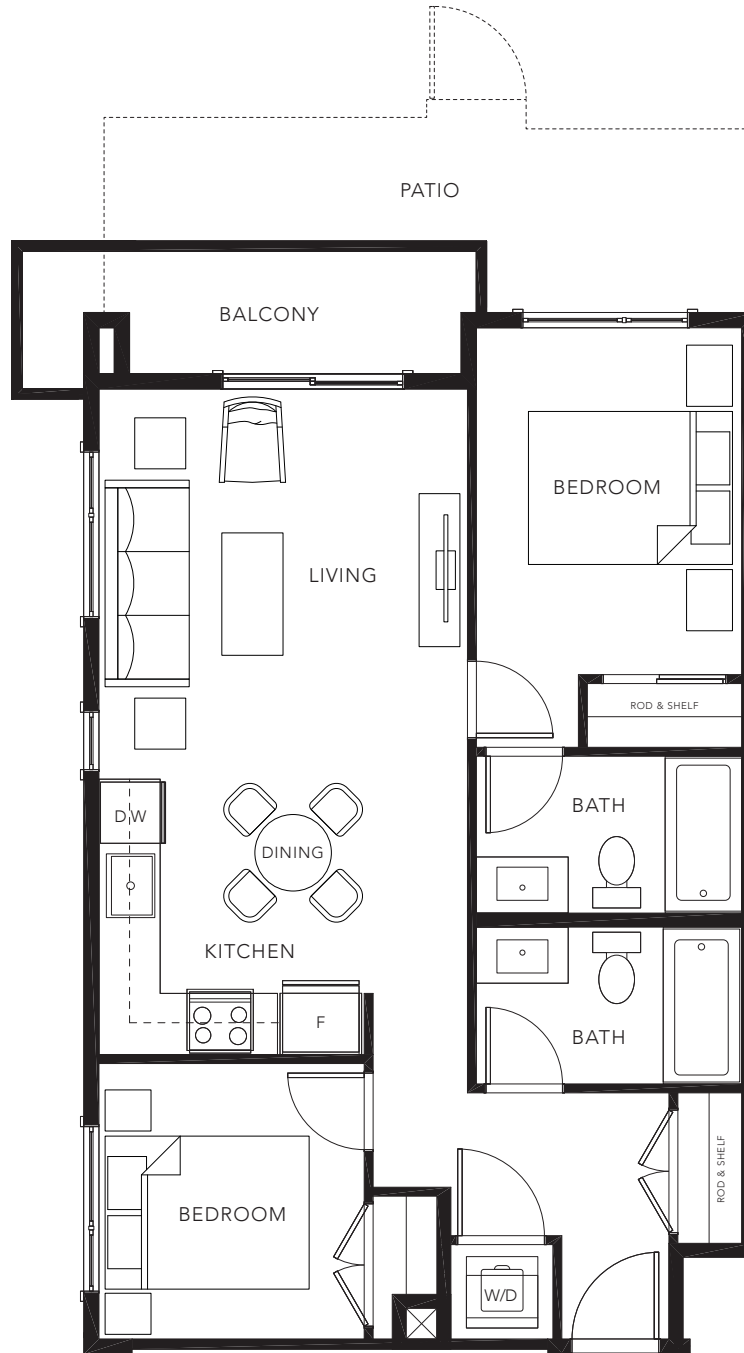 PATIO
BALCONY
BEDROOM
LIVING
ROD & SHELF
DW
BATH
DINING
KITCHEN
F
BATH
ROD & SHELF
BEDROOM
W/D